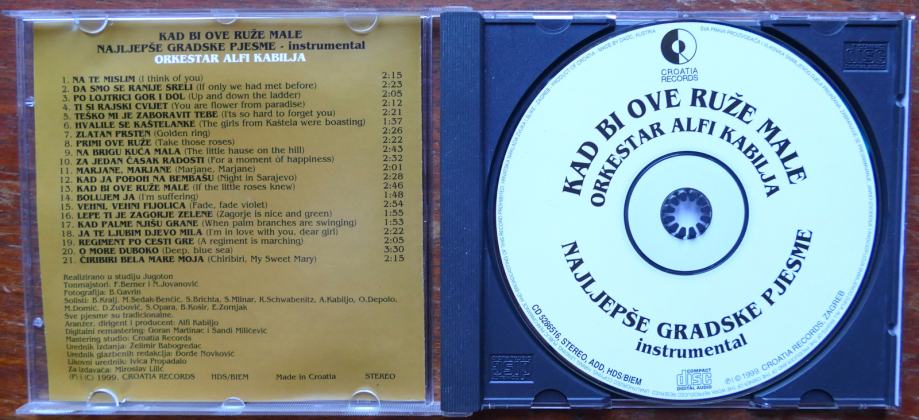 KAD BI OVE RUŽE MALE
NAJLJEPŠE GRADSKE PJESME - instrumental
ORKESTAR ALFI KABILJA
1. NA TE MISLIM (I think of you) 2:15
2. DA SMO SE RANIJE SRELI (If only we had met before) 2:23
3. PO LOJTRICI GOR I DOL (Up and down the ladder) 2:05
4. TI SI RAJSKI CVIJET (You are flower from paradise) 2:12
5. TEŠKO MI JE ZABORAVIT TEBE (I'ts so hard to forget you) 2:21
6. HVALILE SE KAŠTELANKE (The girls from Kaštela were boasting) 1:37
7. ZLATAN PRSTEN (Golden ring) 2:26
8. PRIMI OVE RUŽE (Take those roses) 2:22
9. NA BRIGU KUĆA MALA (The little hause on the hill) 2:43
10. ZA JEDAN ČASAK RADOSTI (For a moment of happiness) 2:32
11. MARJANE, MARJANE (Marjane, Marjane) 2:01
12. KAD JA POĐOH NA BEMBAŠU (Night in Sarajevo) 2:28
13. KAD BI OVE RUŽE MALE (If the little roses knew) 2:46
14. BOLUJEM JA (I'm suffering) 1:48
15. VEHNI, VEHNI FIJOLICA (Fade, fade violet) 2:54
16. LEPE TI JE ZAGORJE ZELENE (Zagorje is nice and green) 1:55
17. KAD PALME NJIŠU GRANE (When palm branches are swinging) 1:53
18. JA TE LJUBIM DJEVO MILA (I'm in love with you, dear girl) 2:22
19. REGIMENT PO CESTI GRE (A regiment is marching) 2:05
20. O MORE DUBOKO (Deep, blue sea) 3:30
21. ČIRIBIRI BELA MARE MOJA (Chiribiri, My Sweet Mary) 2:15
Realizirano u studiju Jugoton
Tonmajstori: F.Berner i N.Jovanović
Fotografija: B.Gavrin
Solisti: B.Kralj, M.Sedak-Benčić, S.Brichta, S.Mlinar, R.Schwabenitz, A.Kabiljo, O.Depolo,
M.Domić, D.Zubović, S.Opara, B.Košir, E.Zornjak
Sve pjesme su tradicionalne.
Aranžer, dirigent i producent: Alfi Kabiljo
Digitalni remastering: Goran Martinac i Sandi Miličević
Mastering studio: Croatia Records
Urednik izdanja: Želimir Babogredac
Urednik glazbenih redakcija: Đorđe Novković
Likovni urednik: Ivica Propadalo
Za izdavača: Miroslav Lilić
(P) i (C) 1999. CROATIA RECORDS HDS/BIEM Made in Croatia STEREO
CROATIA
RECORDS
KAD BI OVE RUŽE MALE
ORKESTAR ALFI KABILJA
NAJLJEPŠE GRADSKE PJESME
instrumental
CD 5286516, STEREO, ADD, HDS/BIEM
COMPACT
disc
DIGITAL AUDIO
Ⓟ i © 1999. CROATIA RECORDS, ZAGREB